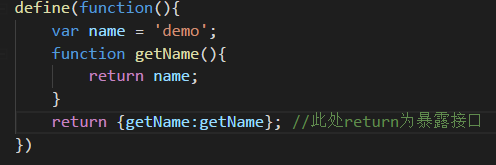 define(function(){
    var name = 'demo';
    function getName(){
        return name;
    }
    return {getName:getName}; //此处return为暴露接口
})